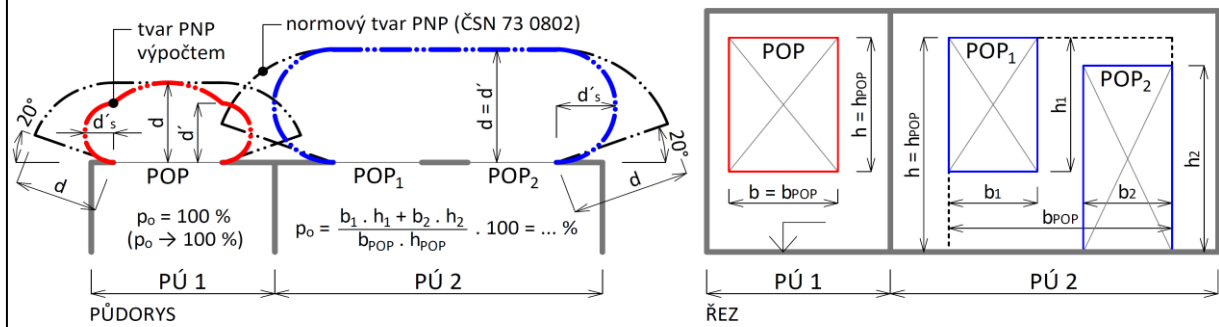 tvar PNP
výpočtem
normový tvar PNP (ČSN 73 0802)
20°
d
d´s
d
d´
POP
d = d´
d´s
20°
d
POP1
POP2
po = 100 %
(po → 100 %)
po = b1 . h1 + b2 . h2 / bPOP . hPOP . 100 = ... %
PÚ 1
PÚ 2
PŮDORYS
POP
h = hPOP
b = bPOP
h = hPOP
POP1
h1
b1
POP2
b2
h2
bPOP
PÚ 1
PÚ 2
ŘEZ